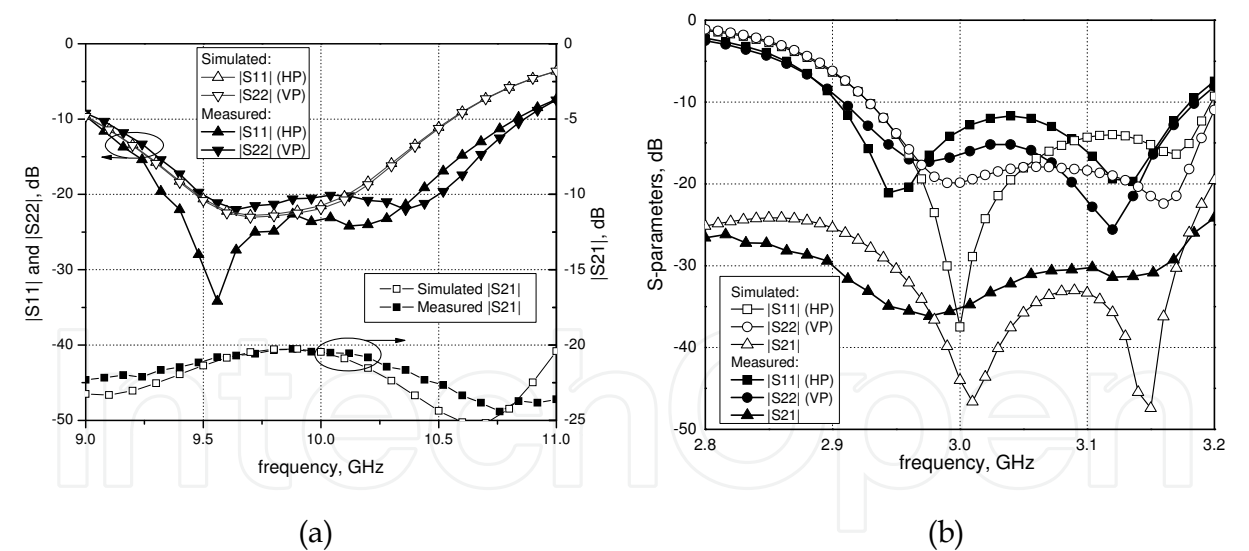 0
-10
-20
-30
-40
-50
|S11| and |S22|, dB
9.0
9.5
10.0
10.5
11.0
frequency, GHz
0
-5
-10
-15
-20
-25
|S21|, dB
Simulated:
|S11| (HP)
|S22| (VP)
Measured:
|S11| (HP)
|S22| (VP)
Simulated |S21|
Measured |S21|
(a)
0
-10
-20
-30
-40
-50
S-parameters, dB
2.8
2.9
3.0
3.1
3.2
frequency, GHz
Simulated:
|S11| (HP)
|S22| (VP)
|S21|
Measured:
|S11| (HP)
|S22| (VP)
|S21|
(b)
intechopen